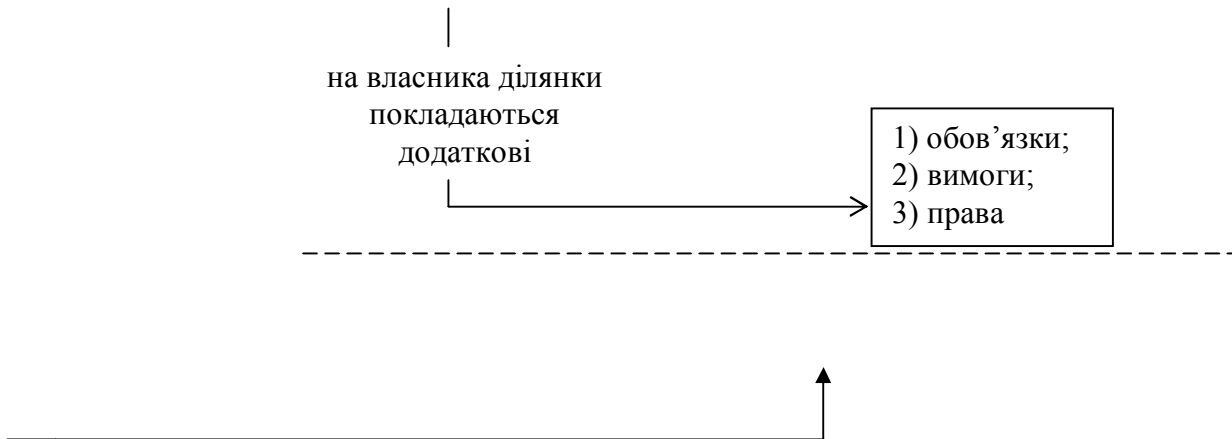 на власника ділянки
покладаються
додаткові
1) обов’язки;
2) вимоги;
3) права